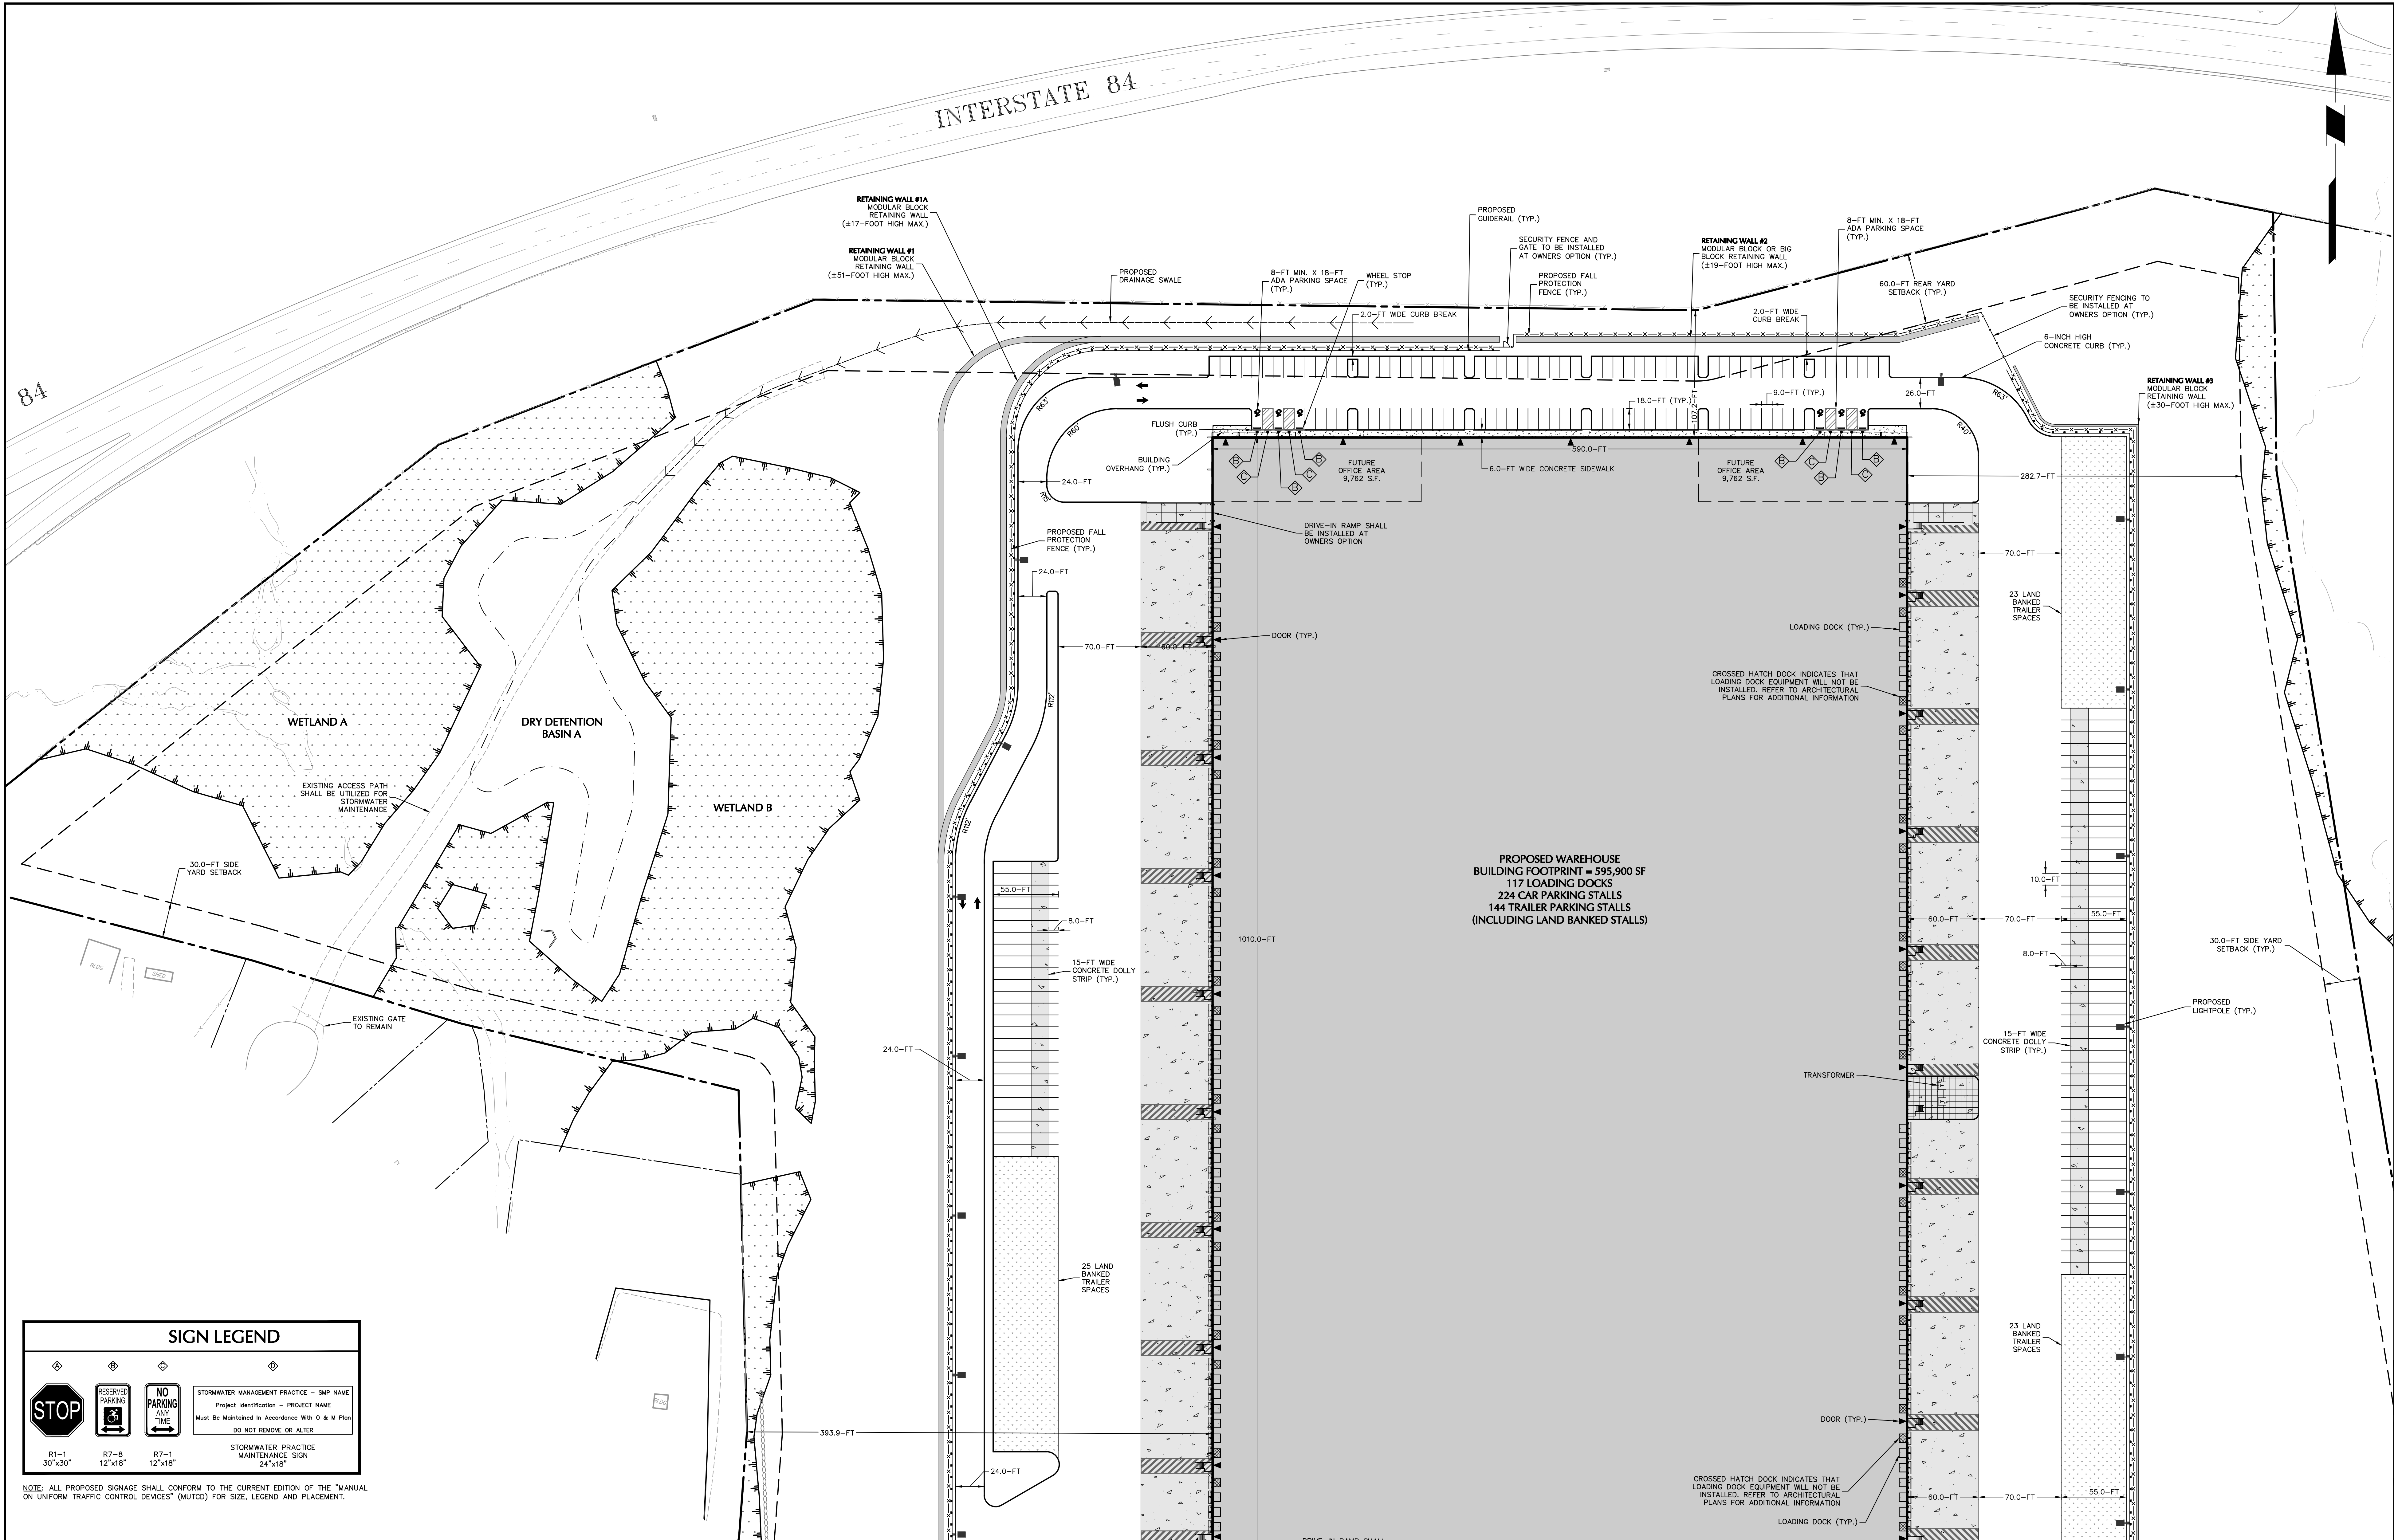 INTERSTATE 84
84
RETAINING WALL #1A
MODULAR BLOCK
RETAINING WALL
(±17-FOOT HIGH MAX.)
RETAINING WALL #1
MODULAR BLOCK
RETAINING WALL
(±51-FOOT HIGH MAX.)
PROPOSED
DRAINAGE SWALE
8-FT MIN. X 18-FT
ADA PARKING SPACE
(TYP.)
WHEEL STOP
(TYP.)
2.0-FT WIDE CURB BREAK
PROPOSED
GUIDERAIL (TYP.)
SECURITY FENCE AND
GATE TO BE INSTALLED
AT OWNERS OPTION (TYP.)
PROPOSED FALL
PROTECTION
FENCE (TYP.)
RETAINING WALL #2
MODULAR BLOCK OR BIG
BLOCK RETAINING WALL
(±19-FOOT HIGH MAX.)
2.0-FT WIDE
CURB BREAK
8-FT MIN. X 18-FT
ADA PARKING SPACE
(TYP.)
60.0-FT REAR YARD
SETBACK (TYP.)
SECURITY FENCING TO
BE INSTALLED AT
OWNERS OPTION (TYP.)
6-INCH HIGH
CONCRETE CURB (TYP.)
RETAINING WALL #3
MODULAR BLOCK
RETAINING WALL
(±30-FOOT HIGH MAX.)
R63'
R60'
R15'
FLUSH CURB
(TYP.)
BUILDING
OVERHANG (TYP.)
24.0-FT
18.0-FT (TYP.)
107.2-FT
9.0-FT (TYP.)
26.0-FT
R63'
R40'
590.0-FT
6.0-FT WIDE CONCRETE SIDEWALK
B
C
B
C
B
FUTURE
OFFICE AREA
9,762 S.F.
FUTURE
OFFICE AREA
9,762 S.F.
B
C
B
C
B
282.7-FT
DRIVE-IN RAMP SHALL
BE INSTALLED AT
OWNERS OPTION
PROPOSED FALL
PROTECTION
FENCE (TYP.)
24.0-FT
70.0-FT
60.0-FT
DOOR (TYP.)
R112'
R112'
70.0-FT
23 LAND
BANKED
TRAILER
SPACES
LOADING DOCK (TYP.)
CROSSED HATCH DOCK INDICATES THAT
LOADING DOCK EQUIPMENT WILL NOT BE
INSTALLED. REFER TO ARCHITECTURAL
PLANS FOR ADDITIONAL INFORMATION
WETLAND A
DRY DETENTION
BASIN A
WETLAND B
EXISTING ACCESS PATH
SHALL BE UTILIZED FOR
STORMWATER
MAINTENANCE
30.0-FT SIDE
YARD SETBACK
BLDG.
SHED
EXISTING GATE
TO REMAIN
PROPOSED WAREHOUSE
BUILDING FOOTPRINT = 595,900 SF
117 LOADING DOCKS
224 CAR PARKING STALLS
144 TRAILER PARKING STALLS
(INCLUDING LAND BANKED STALLS)
55.0-FT
8.0-FT
1010.0-FT
15-FT WIDE
CONCRETE DOLLY
STRIP (TYP.)
24.0-FT
10.0-FT
60.0-FT
70.0-FT
55.0-FT
8.0-FT
30.0-FT SIDE YARD
SETBACK (TYP.)
PROPOSED
LIGHTPOLE (TYP.)
15-FT WIDE
CONCRETE DOLLY
STRIP (TYP.)
TRANSFORMER
T
T
25 LAND
BANKED
TRAILER
SPACES
23 LAND
BANKED
TRAILER
SPACES
BLDG.
393.9-FT
24.0-FT
DOOR (TYP.)
CROSSED HATCH DOCK INDICATES THAT
LOADING DOCK EQUIPMENT WILL NOT BE
INSTALLED. REFER TO ARCHITECTURAL
PLANS FOR ADDITIONAL INFORMATION
LOADING DOCK (TYP.)
60.0-FT
70.0-FT
55.0-FT
SIGN LEGEND
A
B
C
D
STOP
RESERVED
PARKING
NO
PARKING
ANY
TIME
STORMWATER MANAGEMENT PRACTICE - SMP NAME
Project Identification - PROJECT NAME
Must Be Maintained In Accordance With O & M Plan
DO NOT REMOVE OR ALTER
R1-1
30"x30"
R7-8
12"x18"
R7-1
12"x18"
STORMWATER PRACTICE
MAINTENANCE SIGN
24"x18"
NOTE: ALL PROPOSED SIGNAGE SHALL CONFORM TO THE CURRENT EDITION OF THE "MANUAL
ON UNIFORM TRAFFIC CONTROL DEVICES" (MUTCD) FOR SIZE, LEGEND AND PLACEMENT.